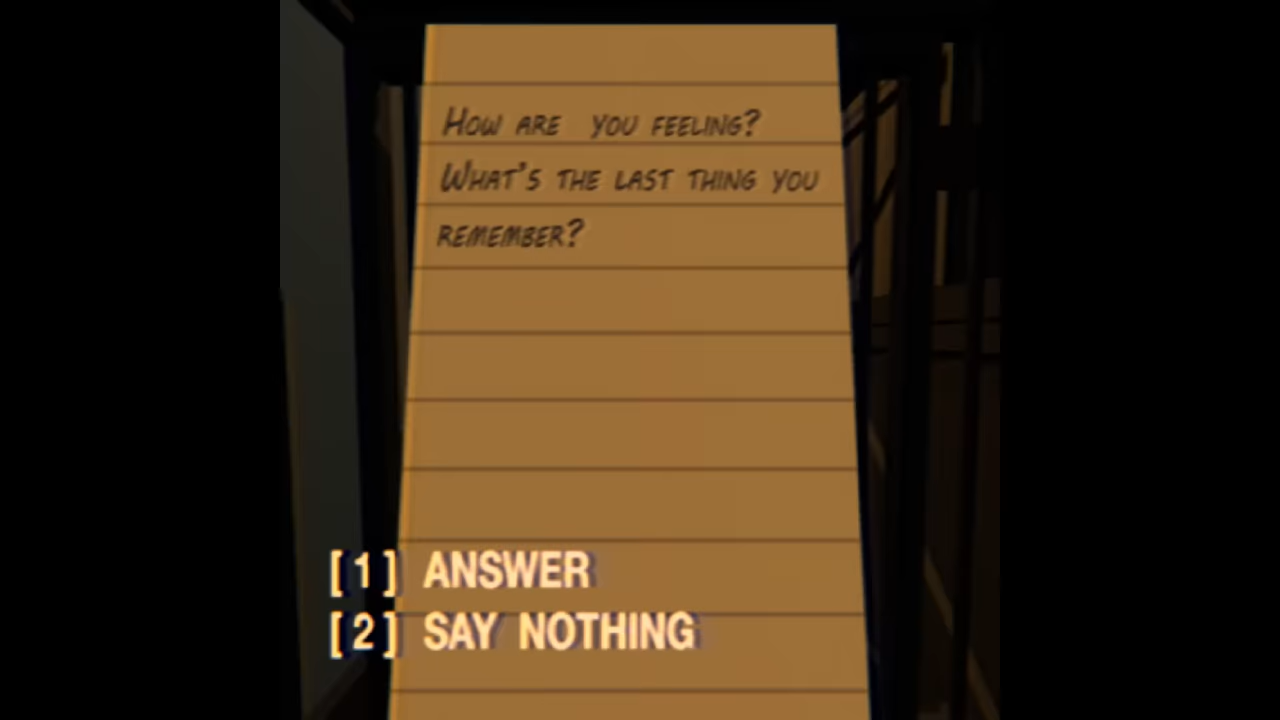 How are you feeling?
What's the last thing you
remember?
[1] ANSWER
[2] SAY NOTHING